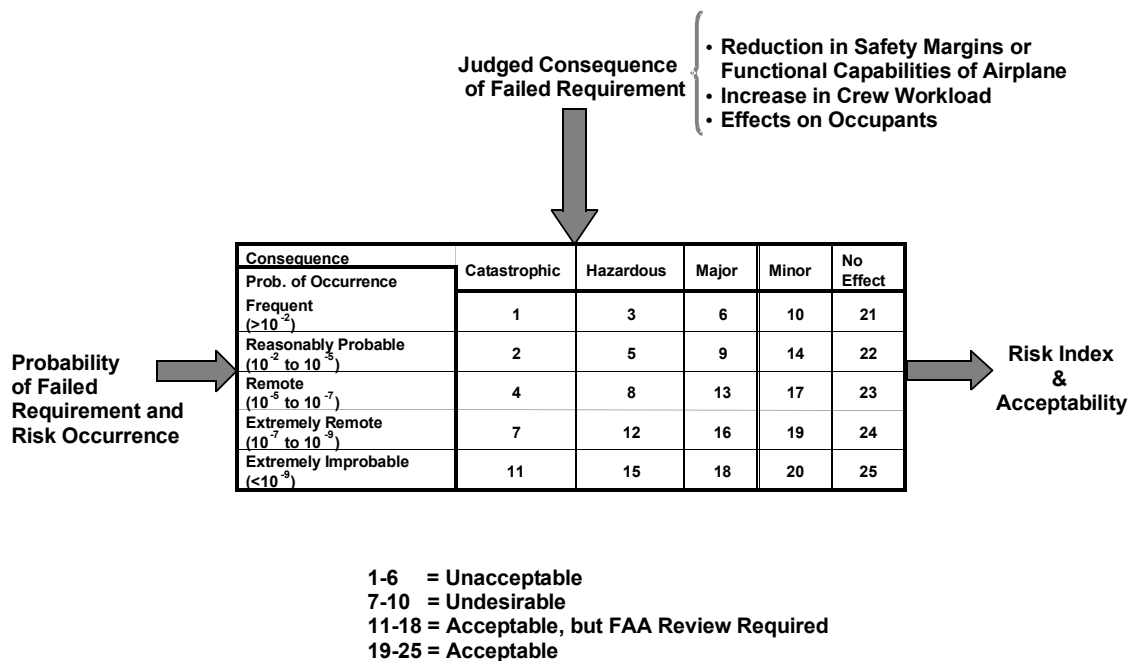 Judged Consequence
of Failed Requirement
• Reduction in Safety Margins or
Functional Capabilities of Airplane
• Increase in Crew Workload
• Effects on Occupants
Probability
of Failed
Requirement and
Risk Occurrence
Consequence
Prob. of Occurrence
Catastrophic Hazardous Major Minor No Effect
Frequent
(>10^-2) 1 3 6 10 21
Reasonably Probable
(10^-2 to 10^-5) 2 5 9 14 22
Remote
(10^-5 to 10^-7) 4 8 13 17 23
Extremely Remote
(10^-7 to 10^-9) 7 12 16 19 24
Extremely Improbable
(<10^-9) 11 15 18 20 25
Risk Index
&
Acceptability
1-6 = Unacceptable
7-10 = Undesirable
11-18 = Acceptable, but FAA Review Required
19-25 = Acceptable